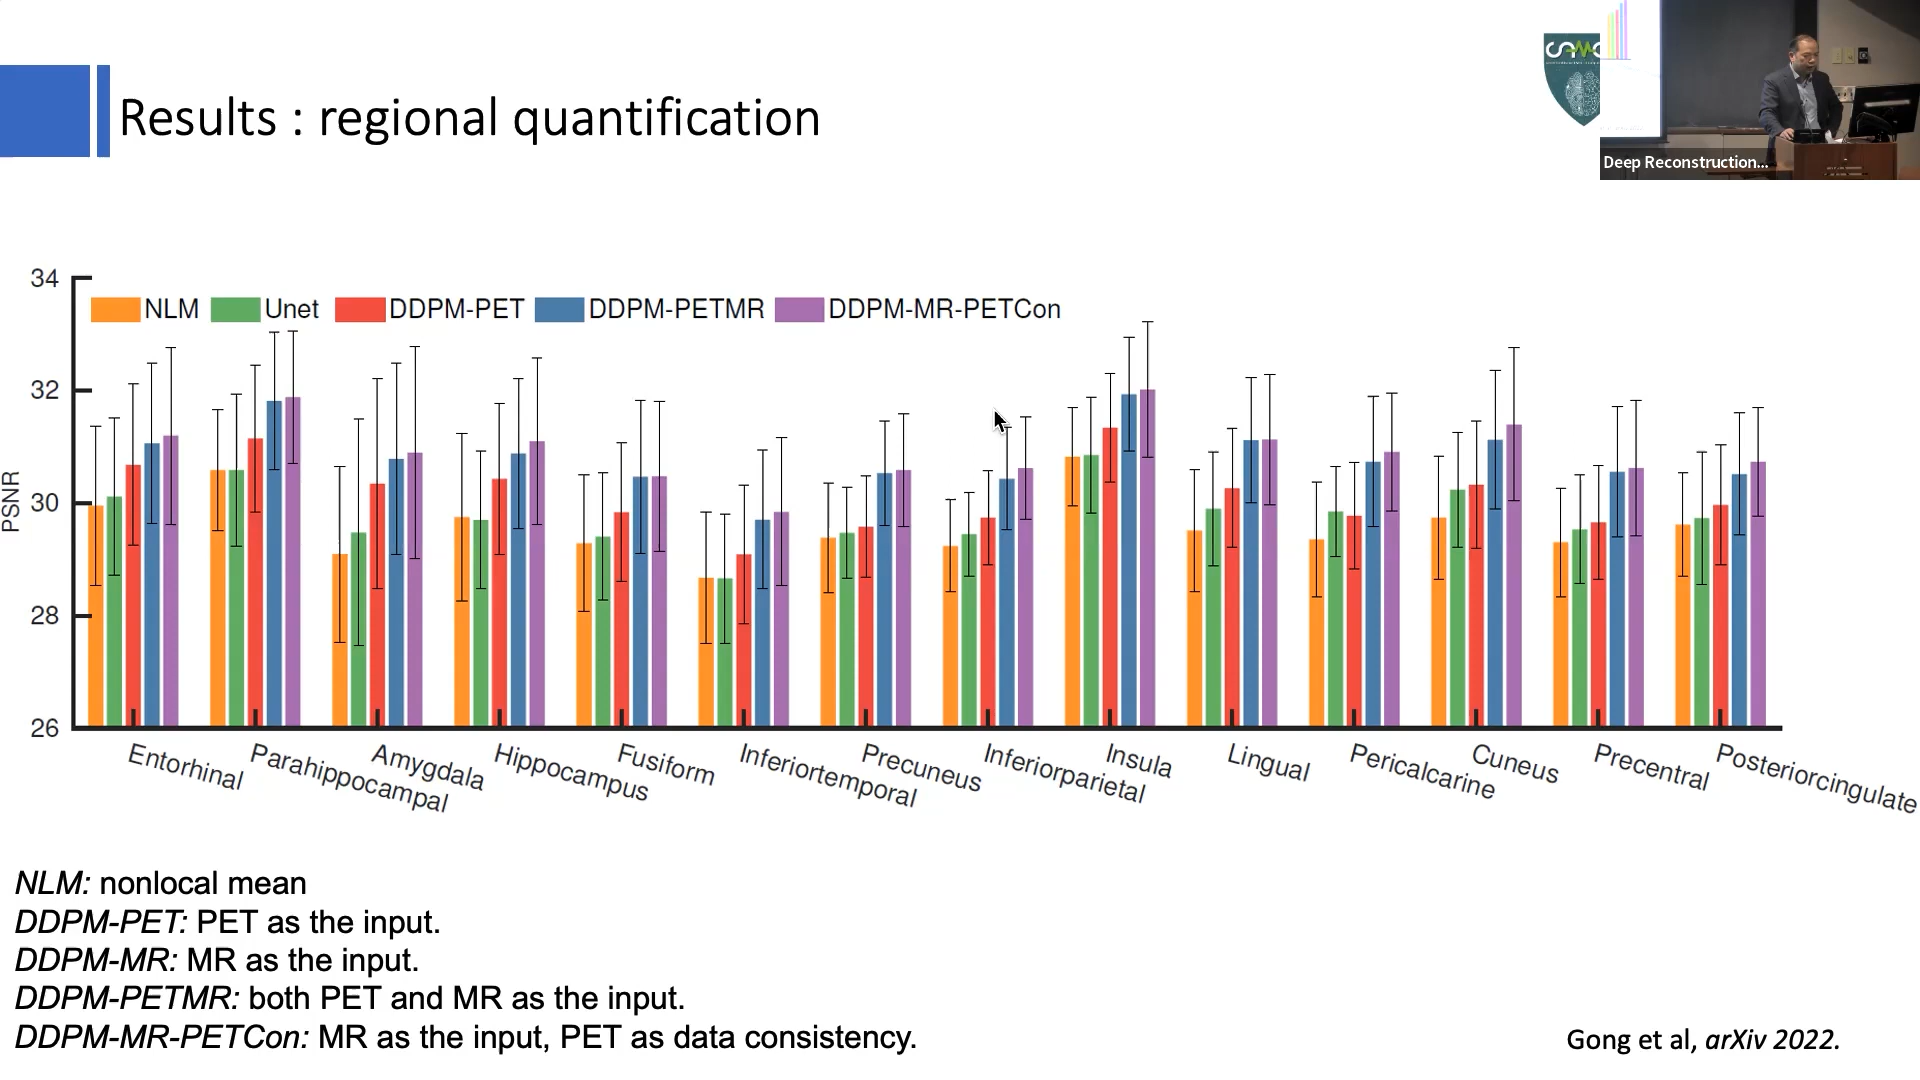 Results : regional quantification
Deep Reconstruction...
34
NLM Unet DDPM-PET DDPM-PETMR DDPM-MR-PETCon
32
30
PSNR
28
26
Entorhinal Parahippocampal Amygdala Hippocampus Fusiform Inferiortemporal Precuneus Inferiorparietal Insula Lingual Pericalcarine Cuneus Precentral Posteriorcingulate
NLM: nonlocal mean
DDPM-PET: PET as the input.
DDPM-MR: MR as the input.
DDPM-PETMR: both PET and MR as the input.
DDPM-MR-PETCon: MR as the input, PET as data consistency.
Gong et al, arXiv 2022.